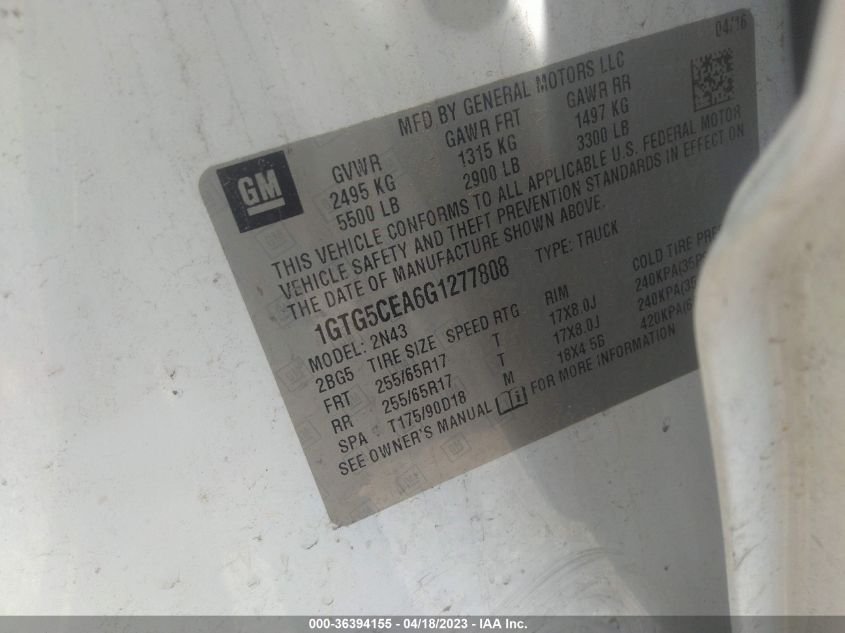 04/16
MFD BY GENERAL MOTORS LLC
GVWR GAWR FRT GAWR RR
2495 KG 1315 KG 1497 KG
5500 LB 2900 LB 3300 LB
GM
THIS VEHICLE CONFORMS TO ALL APPLICABLE U.S. FEDERAL MOTOR
VEHICLE SAFETY AND THEFT PREVENTION STANDARDS IN EFFECT ON
THE DATE OF MANUFACTURE SHOWN ABOVE.
1GTG5CEA6G1277808 TYPE: TRUCK
MODEL: 2N43
2BG5 TIRE SIZE SPEED RTG RIM COLD TIRE
FRT 255/65R17 T 17X8.0J 240KPA(35
RR 255/65R17 T 17X8.0J 240KPA(35
SPA T175/90D18 M 18X4.5G 420KPA(6
SEE OWNER'S MANUAL FOR MORE INFORMATION
000-36394155 - 04/18/2023 - IAA Inc.